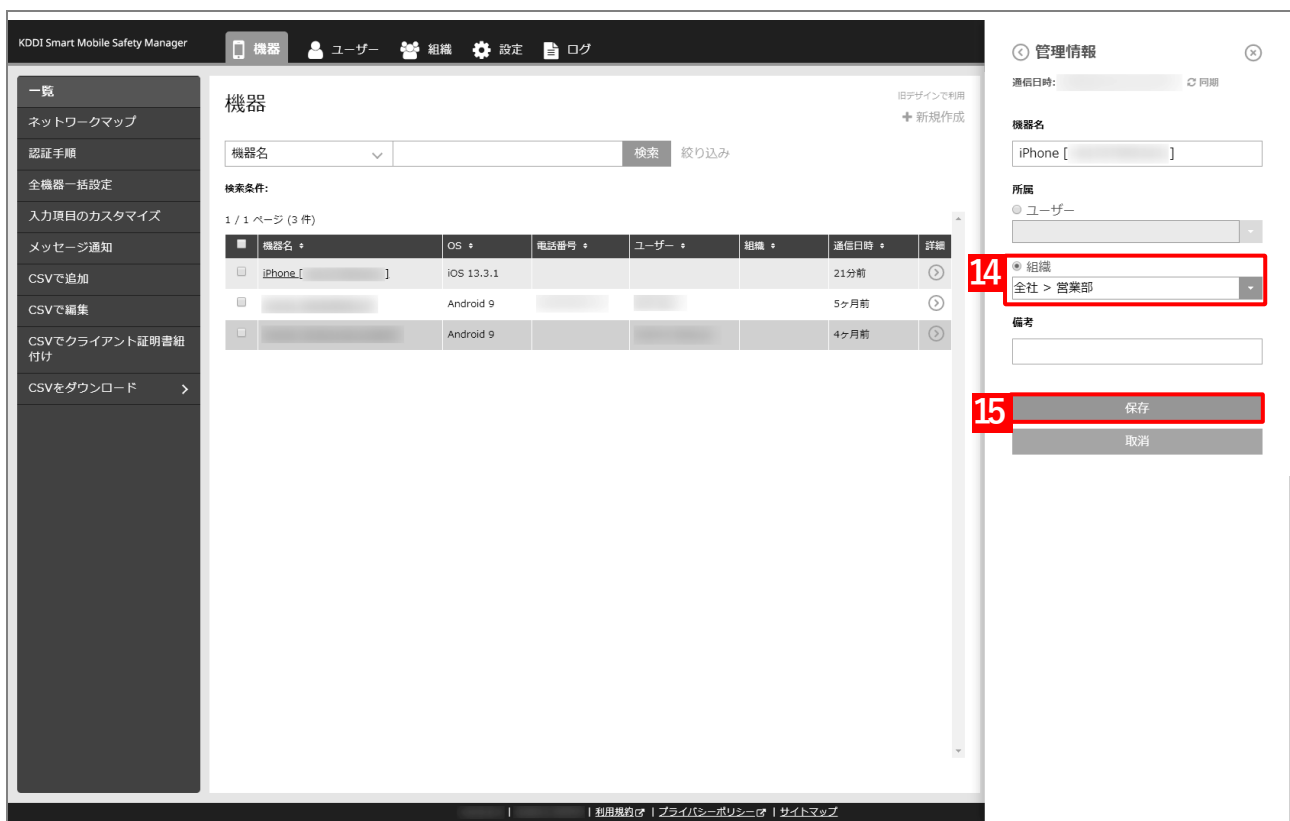 KDDI Smart Mobile Safety Manager
機器 ユーザー 組織 設定 ログ
一覧
ネットワークマップ
認証手順
全機器一括設定
入力項目のカスタマイズ
メッセージ通知
CSVで追加
CSVで編集
CSVでクライアント証明書紐
付け
CSVをダウンロード
機器
旧デザインで利用
新規作成
機器名 検索 絞り込み
検索条件:
1 / 1 ページ (3 件)
機器名 OS 電話番号 ユーザー 組織 通信日時 詳細
iPhone [ ] iOS 13.3.1 21分前
Android 9 5ヶ月前
Android 9 4ヶ月前
管理情報
通信日時: 同期
機器名
iPhone [ ]
所属
ユーザー
14 組織
全社 > 営業部
備考
15 保存
取消
| | 利用規約 | プライバシーポリシー | サイトマップ